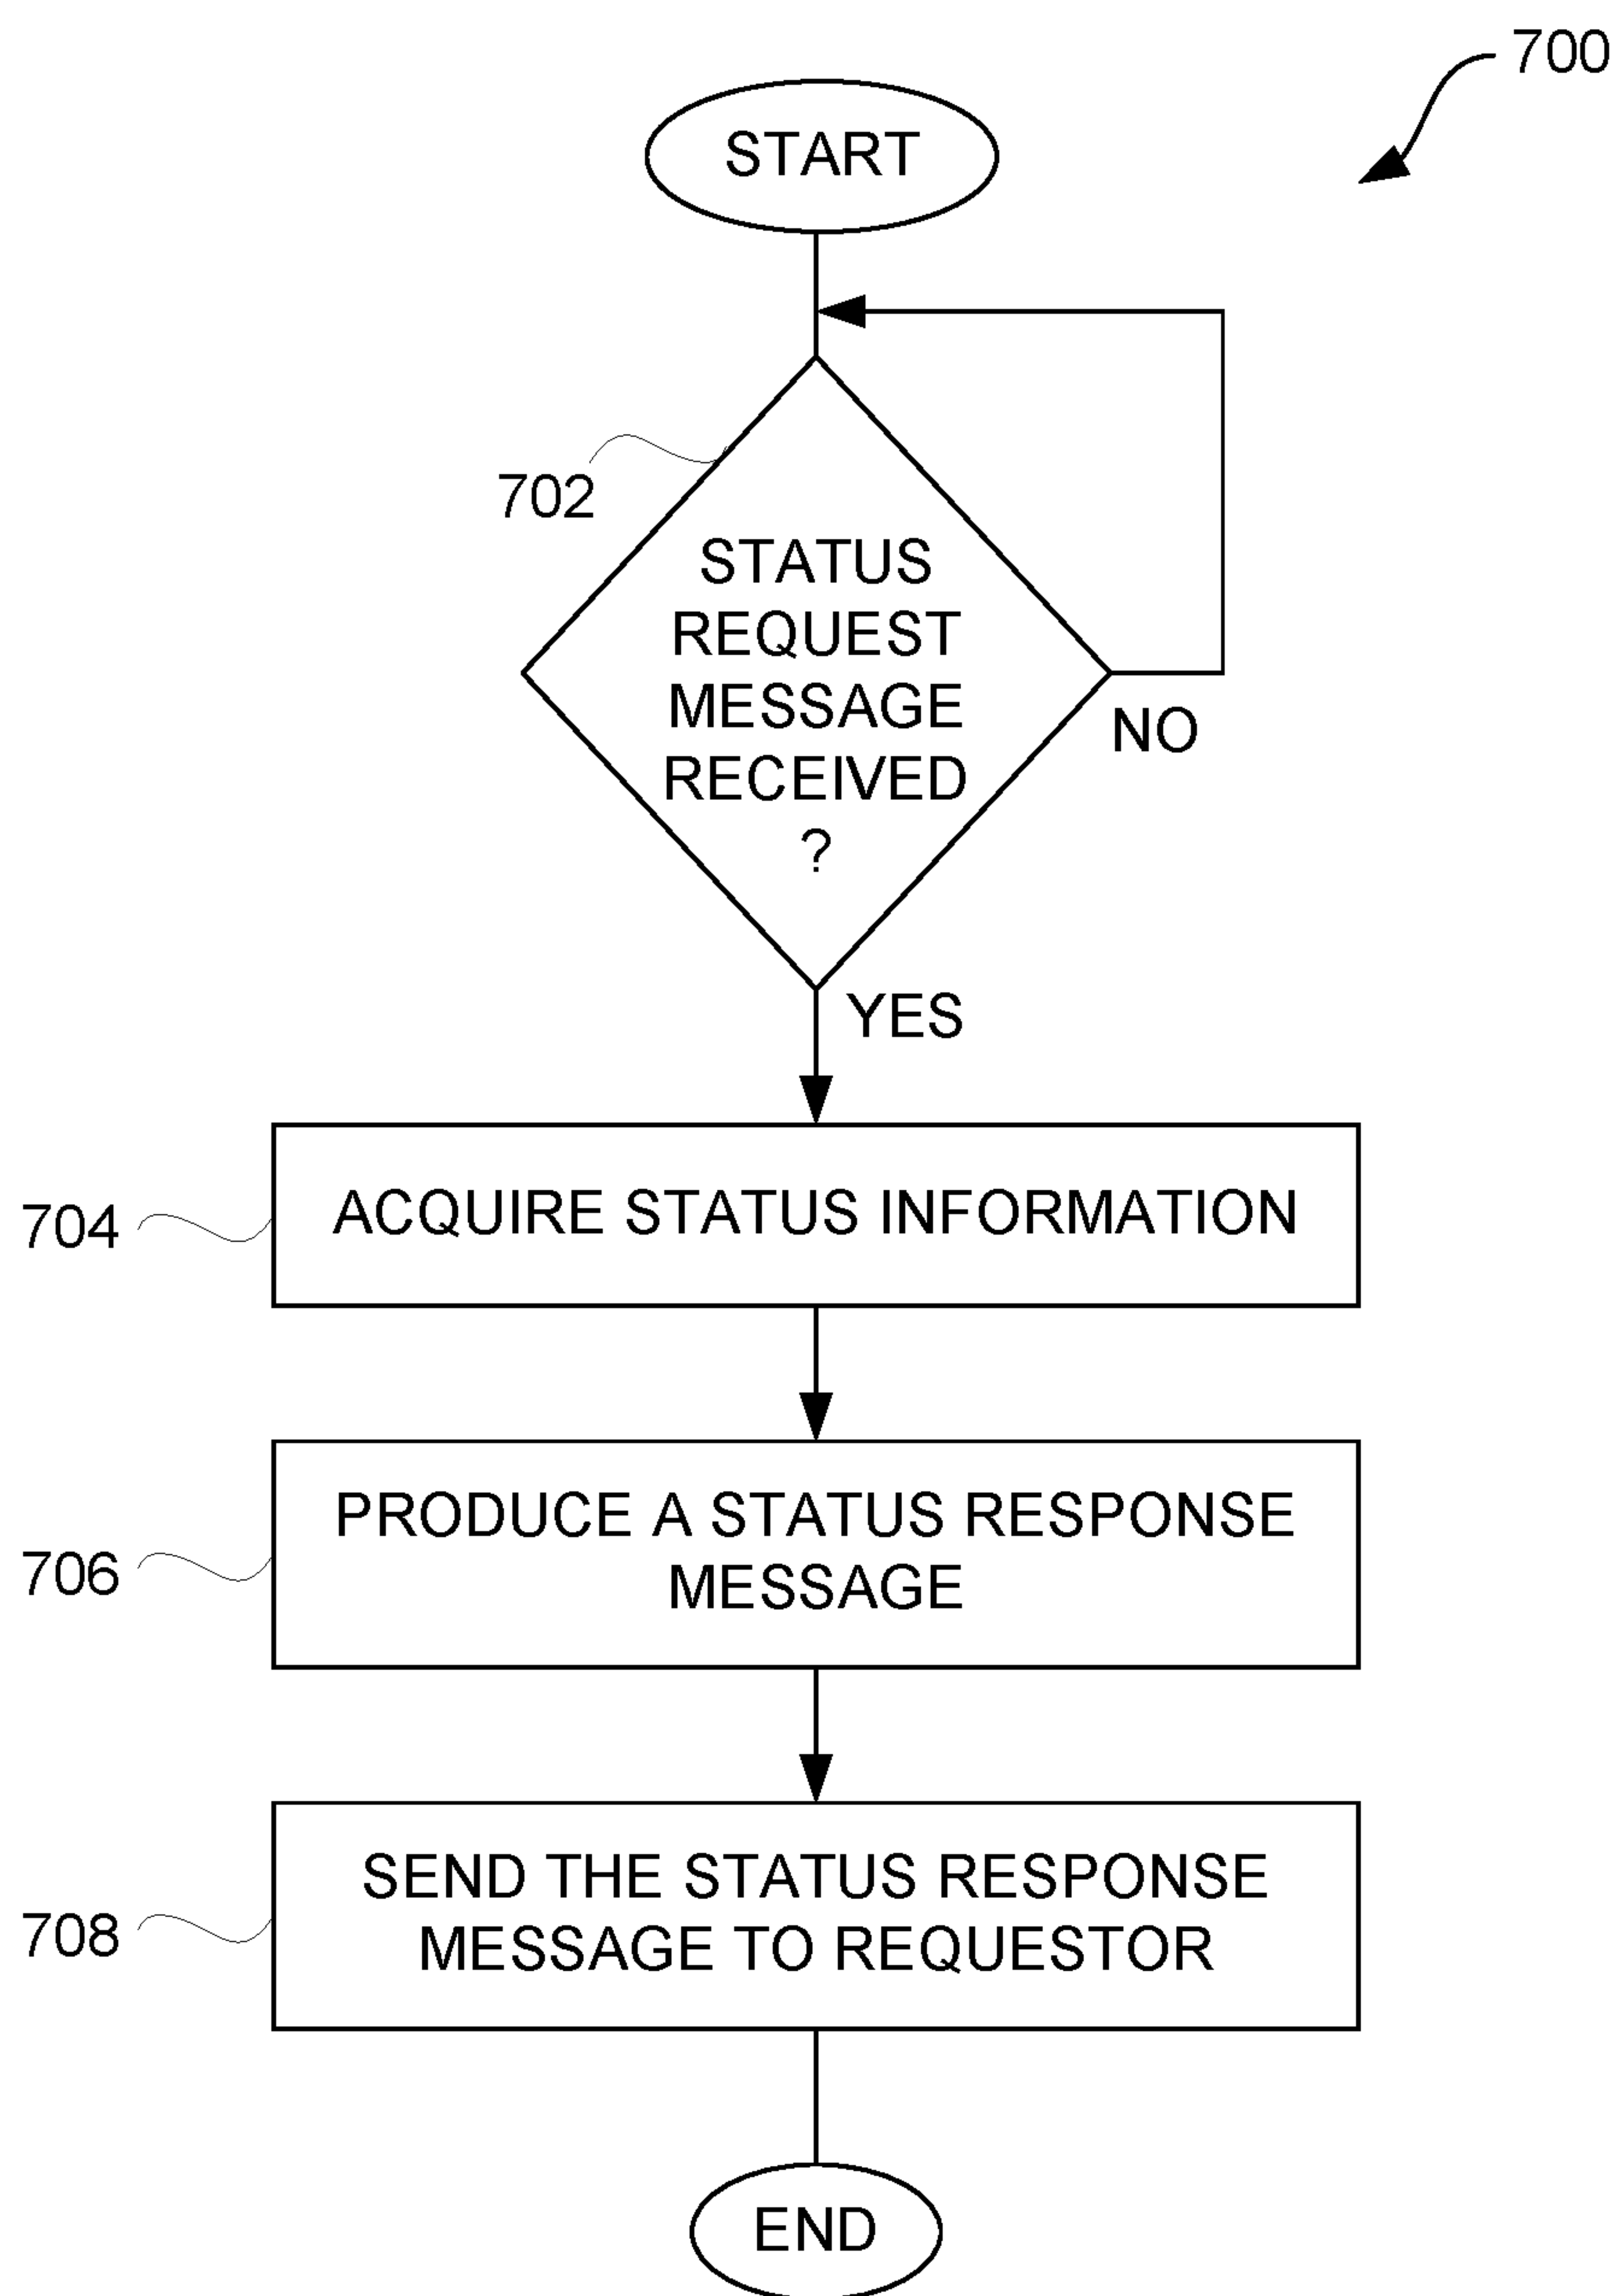 700
START
702
STATUS
REQUEST
MESSAGE
RECEIVED
?
NO
YES
704
ACQUIRE STATUS INFORMATION
706
PRODUCE A STATUS RESPONSE
MESSAGE
708
SEND THE STATUS RESPONSE
MESSAGE TO REQUESTOR
END